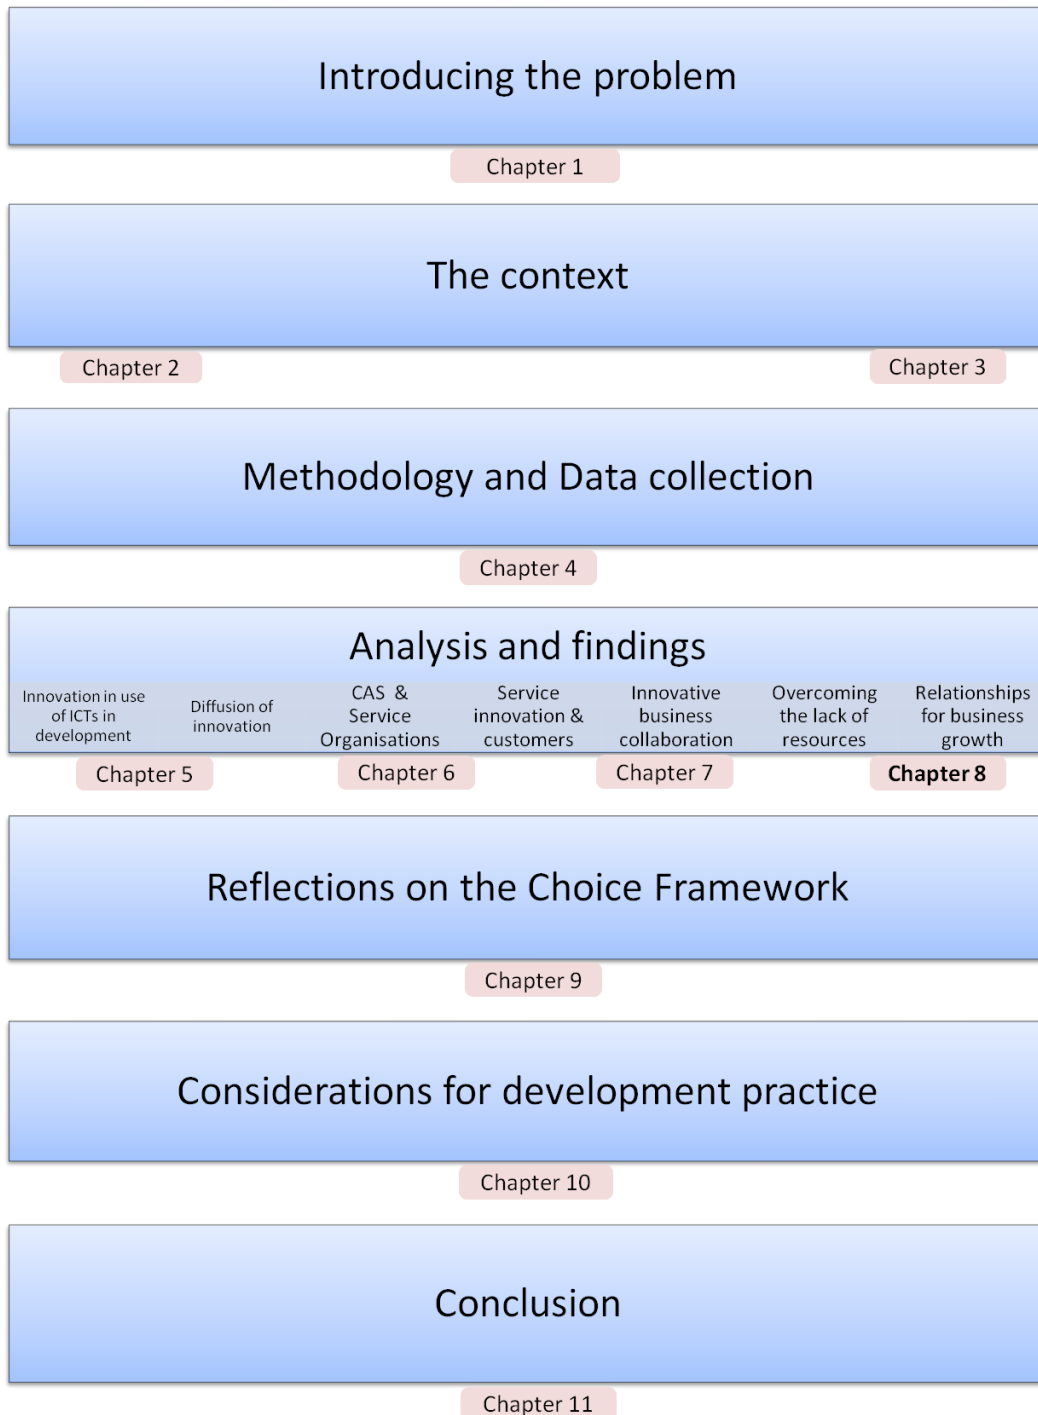 Introducing the problem
Chapter 1
The context
Chapter 2
Chapter 3
Methodology and Data collection
Chapter 4
Analysis and findings
Innovation in use
of ICTs in
development
Diffusion of
innovation
CAS &
Service
Organisations
Service
innovation &
customers
Innovative
business
collaboration
Overcoming
the lack of
resources
Relationships
for business
growth
Chapter 5
Chapter 6
Chapter 7
Chapter 8
Reflections on the Choice Framework
Chapter 9
Considerations for development practice
Chapter 10
Conclusion
Chapter 11